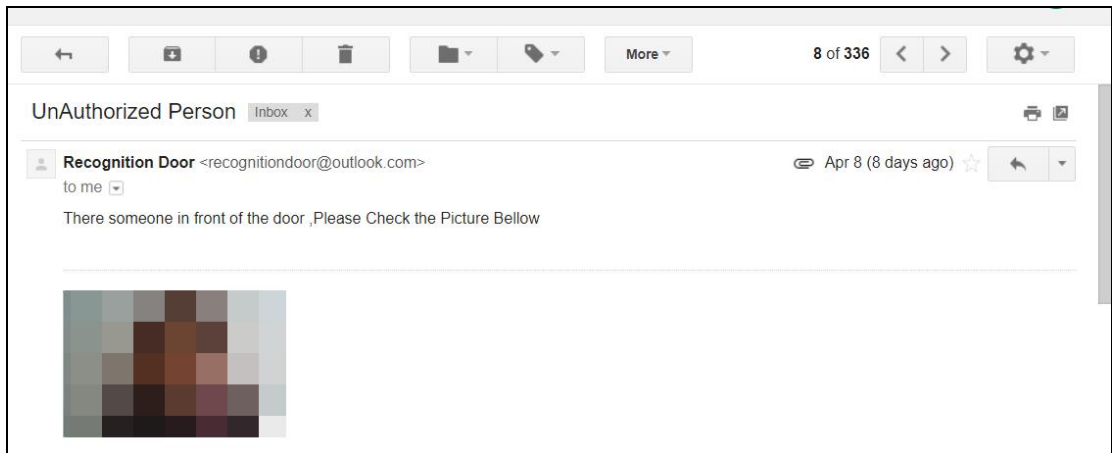 More
8 of 336
UnAuthorized Person Inbox x
Recognition Door <recognitiondoor@outlook.com>
Apr 8 (8 days ago)
to me
There someone in front of the door ,Please Check the Picture Bellow